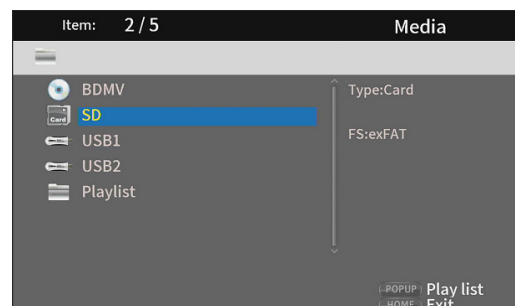 Item: 2/5 Media
BDMV
Card SD
USB1
USB2
Playlist
Type:Card
FS:exFAT
POPUP Play list
HOME Exit